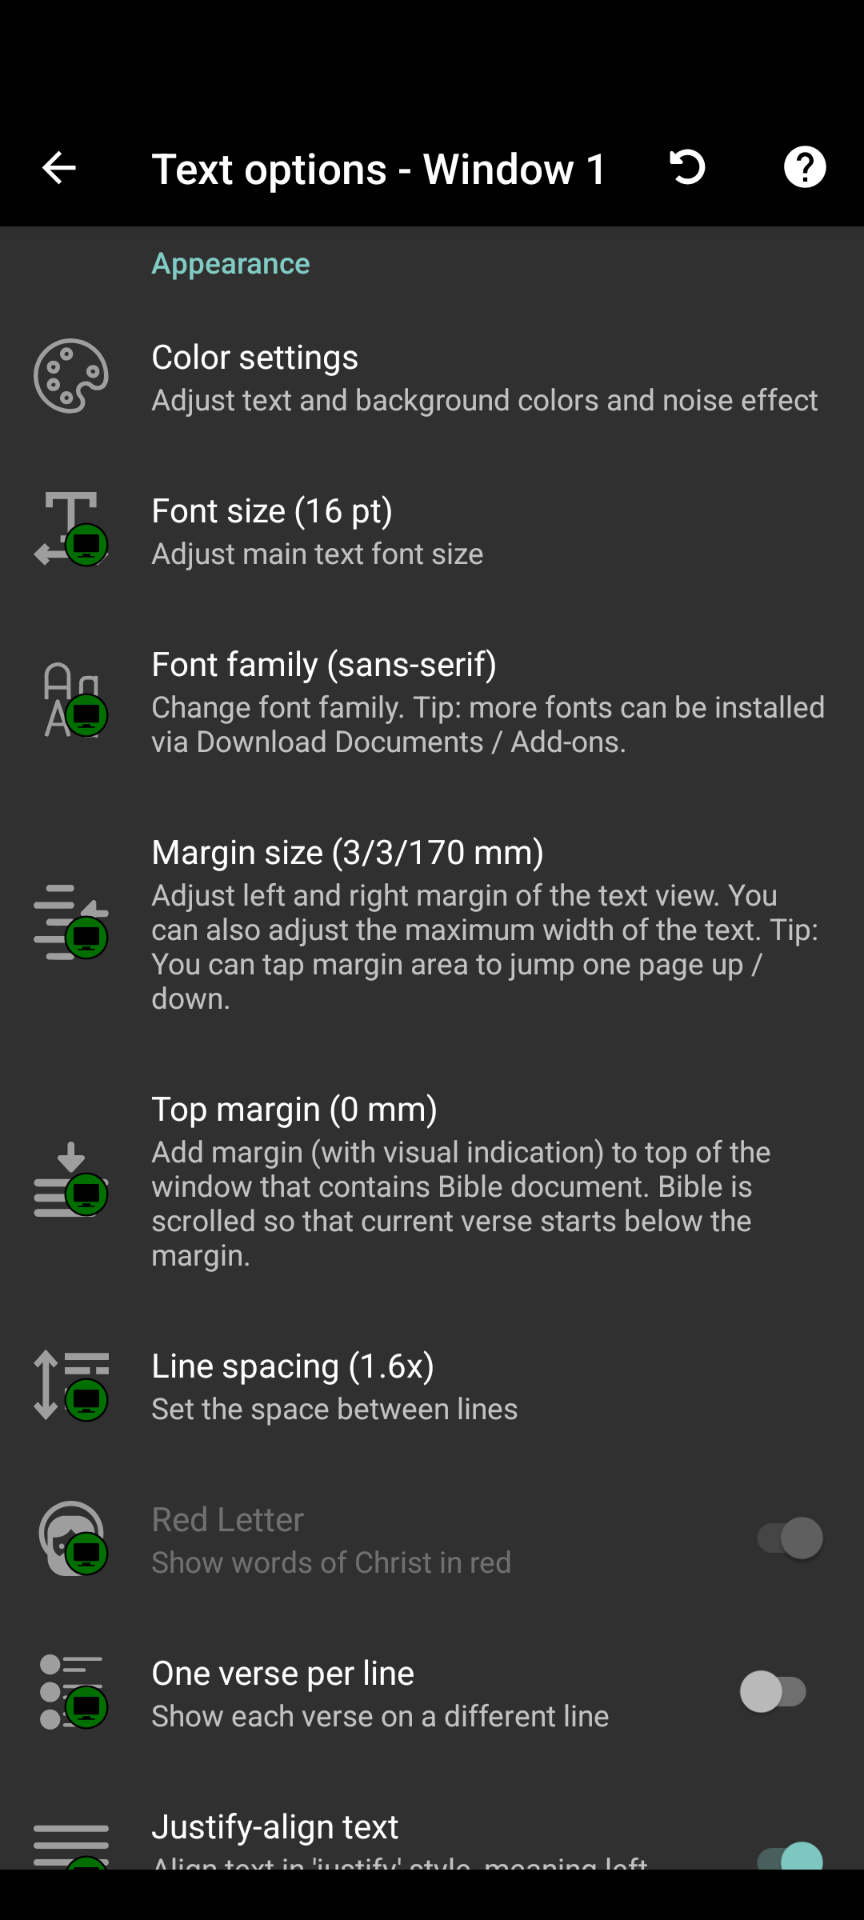 Text options - Window 1
Appearance
Color settings
Adjust text and background colors and noise effect
Font size (16 pt)
Adjust main text font size
Font family (sans-serif)
Change font family. Tip: more fonts can be installed
via Download Documents / Add-ons.
Margin size (3/3/170 mm)
Adjust left and right margin of the text view. You
can also adjust the maximum width of the text. Tip:
You can tap margin area to jump one page up /
down.
Top margin (0 mm)
Add margin (with visual indication) to top of the
window that contains Bible document. Bible is
scrolled so that current verse starts below the
margin.
Line spacing (1.6x)
Set the space between lines
Red Letter
Show words of Christ in red
One verse per line
Show each verse on a different line
Justify-align text
Align text in 'justify' style, meaning left